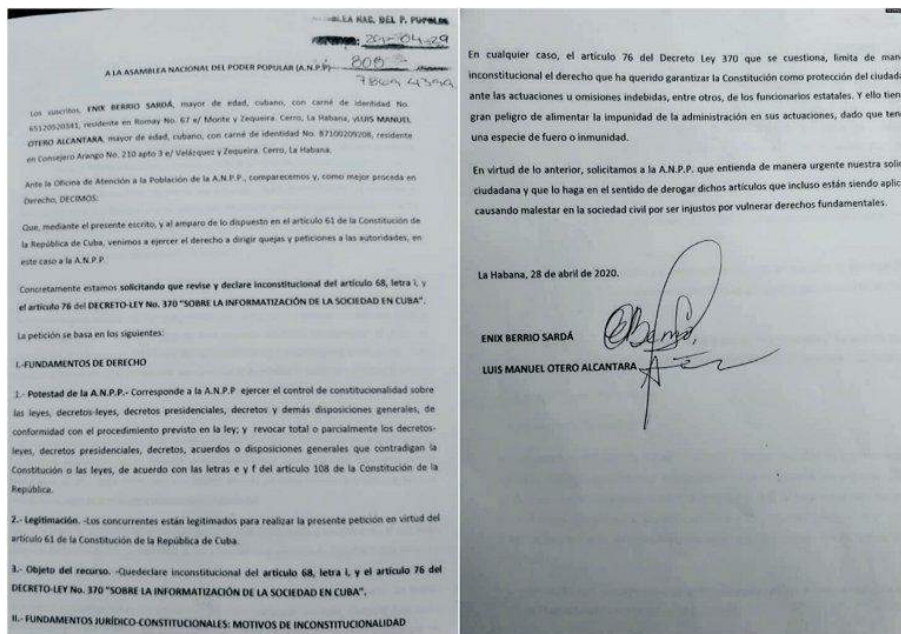 ASAMBLEA NAC. DEL P. POPULAR
2020-04-29
A LA ASAMBLEA NACIONAL DEL PODER POPULAR (A.N.P.P) 800
Los suscritos, ENIX BERRIO SARDÁ, mayor de edad, cubano, con carné de identidad No.
65120520341, residente en Romay No. 67 e/ Monte y Zequeira. Cerro, La Habana, yLUIS MANUEL
OTERO ALCANTARA, mayor de edad, cubano, con carné de identidad No. 87100209208, residente
en Consejero Arango No. 210 apto 3 e/ Velázquez y Zequeira. Cerro, La Habana.
Ante la Oficina de Atención a la Población de la A.N.P.P., comparecemos y, como mejor proceda en
Derecho, DECIMOS:
Que, mediante el presente escrito, y al amparo de lo dispuesto en el artículo 61 de la Constitución de
la República de Cuba, venimos a ejercer el derecho a dirigir quejas y peticiones a las autoridades, en
este caso a la A.N.P.P
Concretamente estamos solicitando que revise y declare inconstitucional del artículo 68, letra i, y
el artículo 76 del DECRETO-LEY No. 370 "SOBRE LA INFORMATIZACIÓN DE LA SOCIEDAD EN CUBA".
La petición se basa en los siguientes:
I.-FUNDAMENTOS DE DERECHO
1.- Potestad de la A.N.P.P.- Corresponde a la A.N.P.P ejercer el control de constitucionalidad sobre
las leyes, decretos-leyes, decretos presidenciales, decretos y demás disposiciones generales, de
conformidad con el procedimiento previsto en la ley; y revocar total o parcialmente los decretos-
leyes, decretos presidenciales, decretos, acuerdos o disposiciones generales que contradigan la
Constitución o las leyes, de acuerdo con las letras e y f del artículo 108 de la Constitución de la
República.
2.- Legitimación. -Los concurrentes están legitimados para realizar la presente petición en virtud del
artículo 61 de la Constitución de la República de Cuba.
3.- Objeto del recurso. -Quedeclare inconstitucional del artículo 68, letra i, y el artículo 76 del
DECRETO-LEY No. 370 "SOBRE LA INFORMATIZACIÓN DE LA SOCIEDAD EN CUBA".
II.- FUNDAMENTOS JURÍDICO-CONSTITUCIONALES: MOTIVOS DE INCONSTITUCIONALIDAD
En cualquier caso, el artículo 76 del Decreto Ley 370 que se cuestiona, limita de man
inconstitucional el derecho que ha querido garantizar la Constitución como protección del ciudada
ante las actuaciones u omisiones indebidas, entre otros, de los funcionarios estatales. Y ello tien
gran peligro de alimentar la impunidad de la administración en sus actuaciones, dado que tend
una especie de fuero o inmunidad.
En virtud de lo anterior, solicitamos a la A.N.P.P. que entienda de manera urgente nuestra solic
ciudadana y que lo haga en el sentido de derogar dichos artículos que incluso están siendo aplic
causando malestar en la sociedad civil por ser injustos por vulnerar derechos fundamentales.
La Habana, 28 de abril de 2020.
ENIX BERRIO SARDÁ
LUIS MANUEL OTERO ALCANTARA